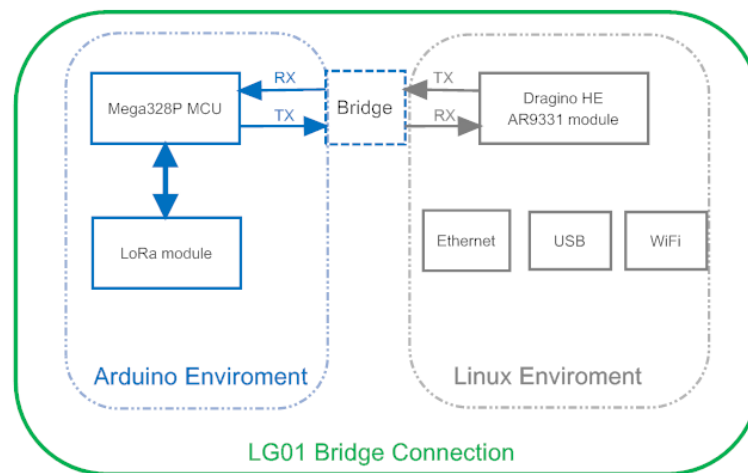 RX
TX
Mega328P MCU
Bridge
Dragino HE
AR9331 module
TX
RX
LoRa module
Ethernet
USB
WiFi
Arduino Enviroment
Linux Enviroment
LG01 Bridge Connection